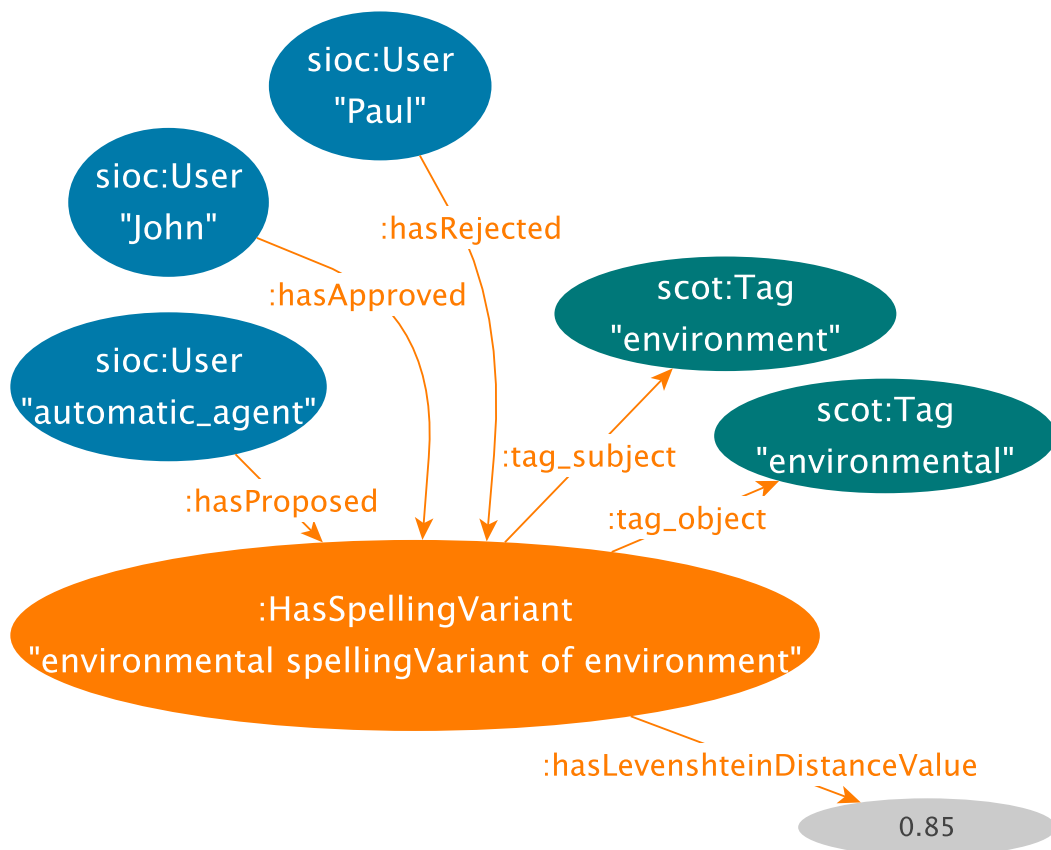 sioc:User
"Paul"
sioc:User
"John"
:hasRejected
:hasApproved
scot:Tag
"environment"
sioc:User
"automatic_agent"
scot:Tag
"environmental"
:tag_subject
:hasProposed
:tag_object
:HasSpellingVariant
"environmental spellingVariant of environment"
:hasLevenshteinDistanceValue
0.85